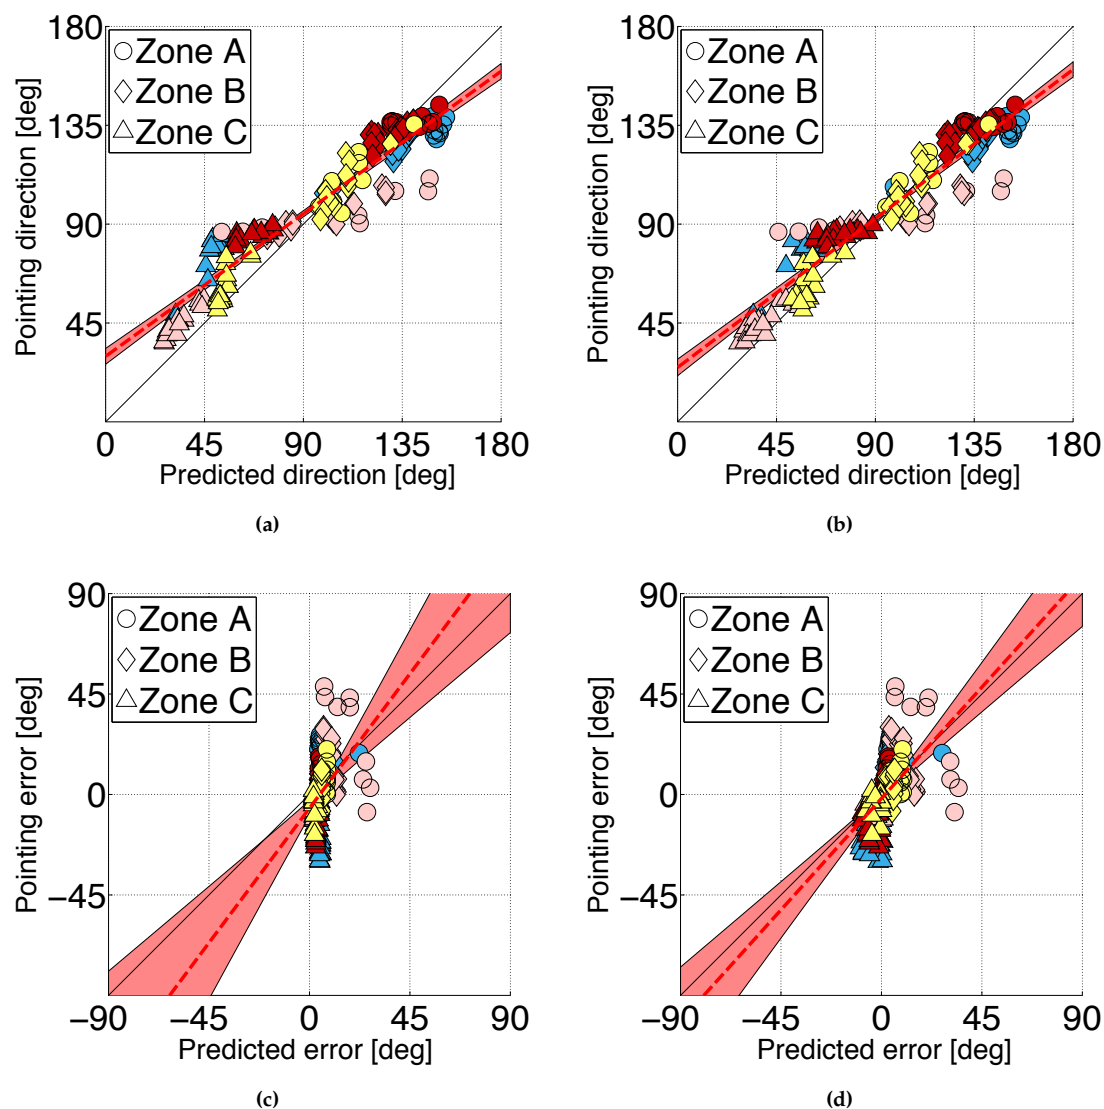 180
135
90
45
0
45
90
135
180
Pointing direction [deg]
Predicted direction [deg]
Zone A
Zone B
Zone C
(a)
180
135
90
45
0
45
90
135
180
Pointing direction [deg]
Predicted direction [deg]
Zone A
Zone B
Zone C
(b)
90
45
0
−45
−90
−45
0
45
90
Pointing error [deg]
Predicted error [deg]
Zone A
Zone B
Zone C
(c)
90
45
0
−45
−90
−45
0
45
90
Pointing error [deg]
Predicted error [deg]
Zone A
Zone B
Zone C
(d)